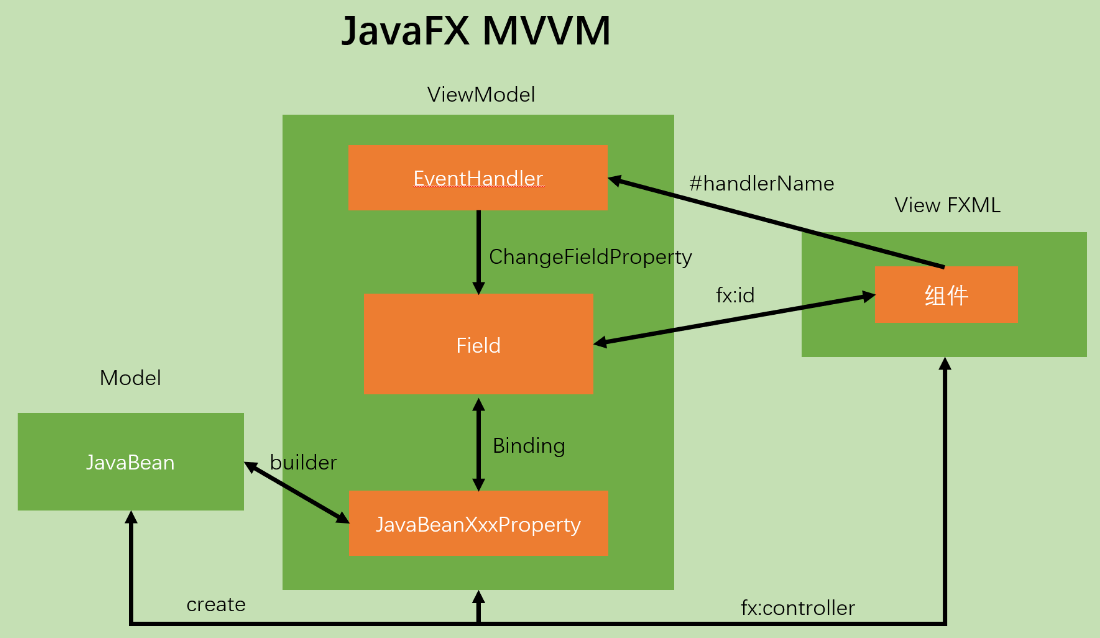 JavaFX MVVM
ViewModel
EventHandler
#handlerName
View FXML
ChangeFieldProperty
fx:id
组件
Field
Model
Binding
JavaBean
builder
JavaBeanXxxProperty
create
fx:controller